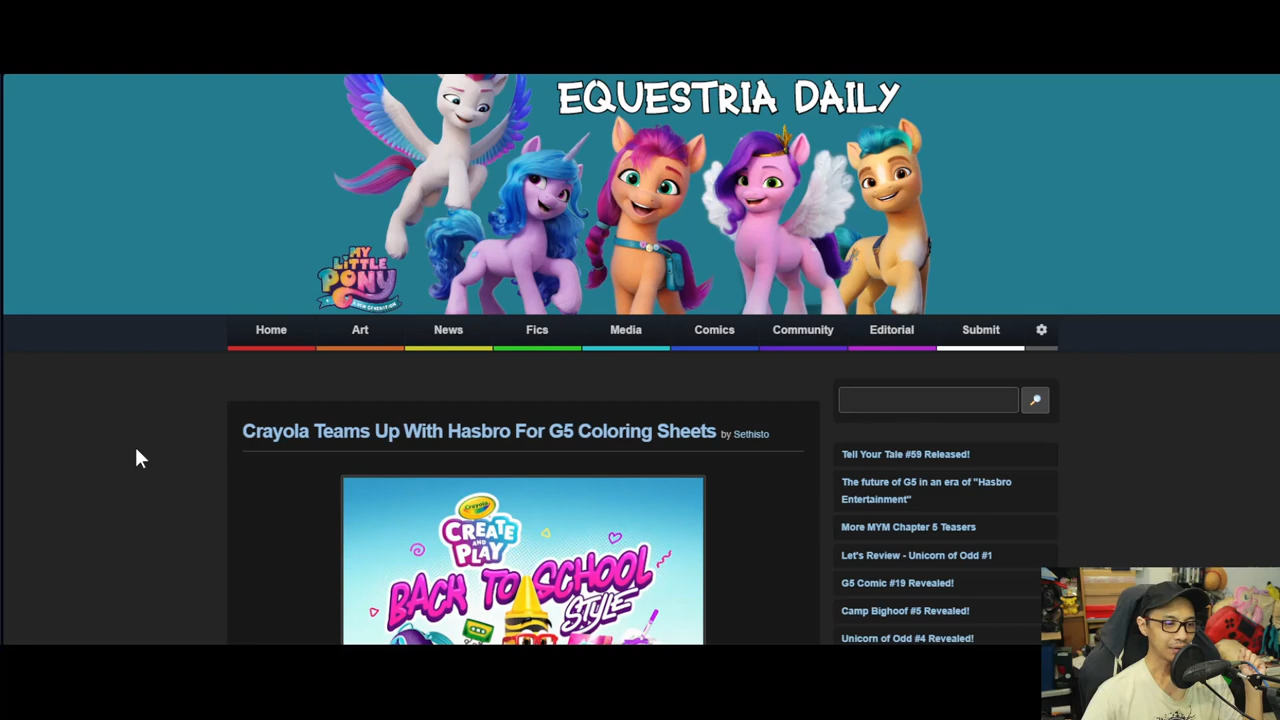 EQUESTRIA DAILY
MY
LITTLE
PONY
Home Art News Fics Media Comics Community Editorial Submit
Crayola Teams Up With Hasbro For G5 Coloring Sheets by Sethisto
Crayola
CREATE
AND
PLAY
BACK TO SCHOOL
STYLE
Tell Your Tale #59 Released!
The future of G5 in an era of "Hasbro
Entertainment"
More MYM Chapter 5 Teasers
Let's Review - Unicorn of Odd #1
G5 Comic #19 Revealed!
Camp Bighoof #5 Revealed!
Unicorn of Odd #4 Revealed!